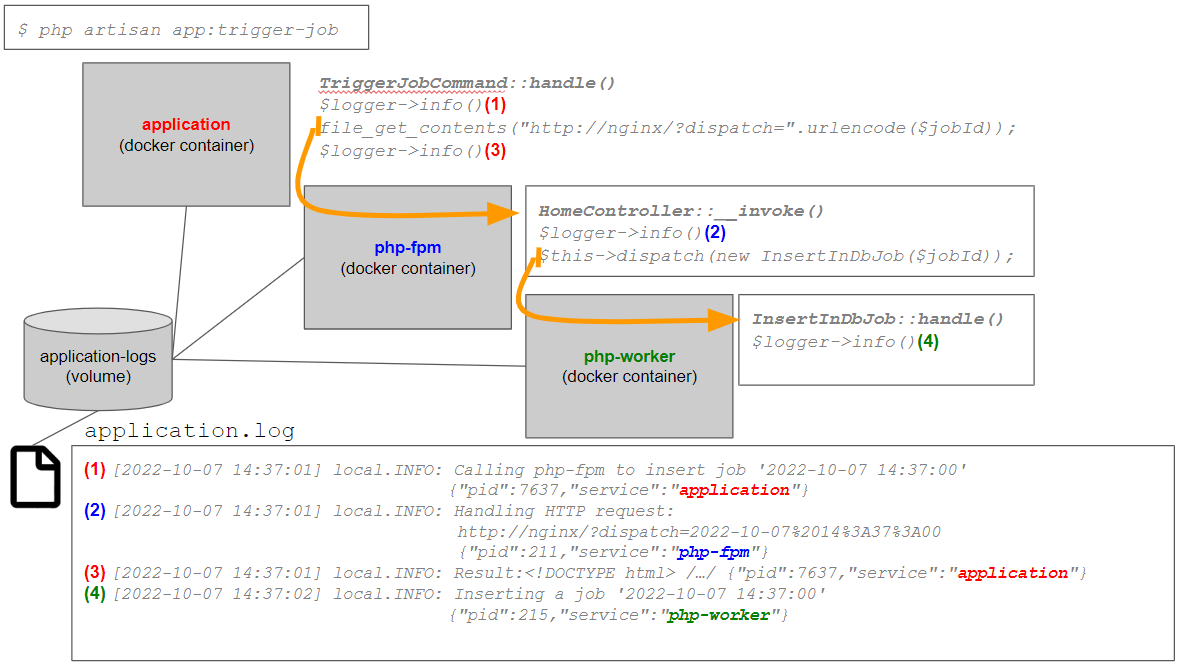 $ php artisan app:trigger-job
application
(docker container)
TriggerJobCommand::handle()
$logger->info()(1)
file_get_contents("http://nginx/?dispatch=".urlencode($jobId));
$logger->info()(3)
php-fpm
(docker container)
HomeController::__invoke()
$logger->info()(2)
$this->dispatch(new InsertInDbJob($jobId));
php-worker
(docker container)
InsertInDbJob::handle()
$logger->info()(4)
application-logs
(volume)
application.log
(1) [2022-10-07 14:37:01] local.INFO: Calling php-fpm to insert job '2022-10-07 14:37:00'
{"pid":7637,"service":"application"}
(2) [2022-10-07 14:37:01] local.INFO: Handling HTTP request:
http://nginx/?dispatch=2022-10-07%2014%3A37%3A00
{"pid":211,"service":"php-fpm"}
(3) [2022-10-07 14:37:01] local.INFO: Result:<!DOCTYPE html> /…/ {"pid":7637,"service":"application"}
(4) [2022-10-07 14:37:02] local.INFO: Inserting a job '2022-10-07 14:37:00'
{"pid":215,"service":"php-worker"}